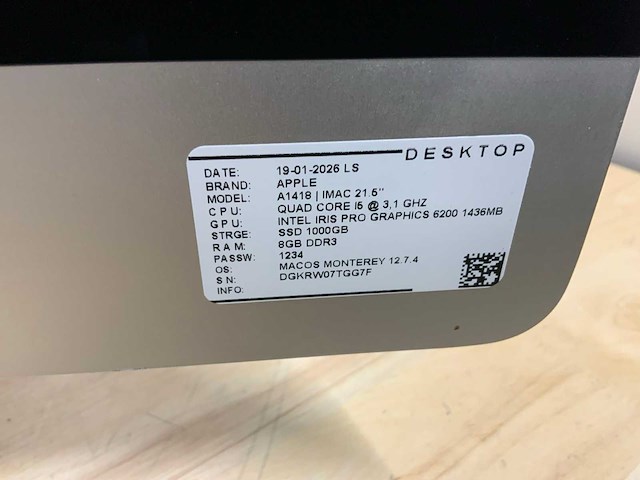 DESKTOP
DATE: 19-01-2026 LS
BRAND: APPLE
MODEL: A1418 | IMAC 21.5"
CPU: QUAD CORE I5 @ 3,1 GHZ
GPU: INTEL IRIS PRO GRAPHICS 6200 1436MB
STRGE: SSD 1000GB
RAM: 8GB DDR3
PASSW: 1234
OS: MACOS MONTEREY 12.7.4
SN: DGKRW07TGG7F
INFO: